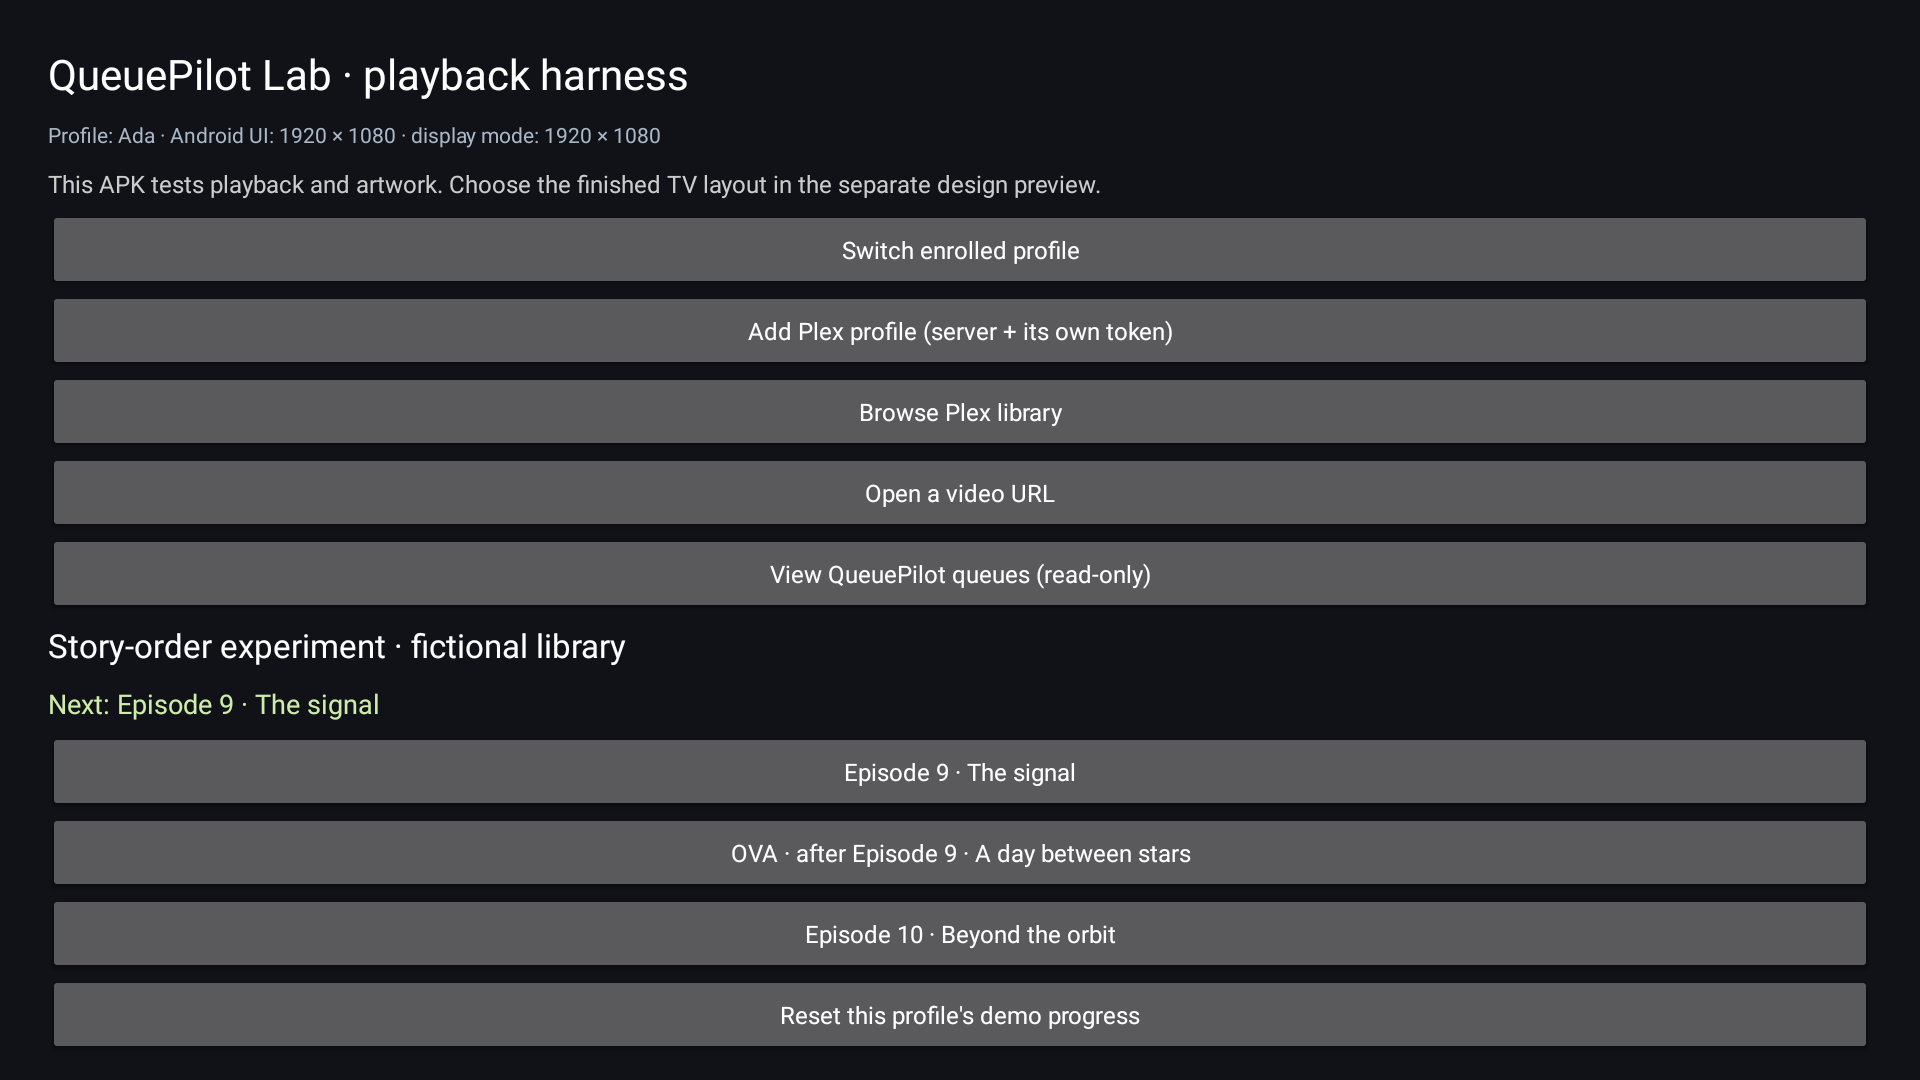 QueuePilot Lab · playback harness
Profile: Ada · Android UI: 1920 × 1080 · display mode: 1920 × 1080
This APK tests playback and artwork. Choose the finished TV layout in the separate design preview.
Switch enrolled profile
Add Plex profile (server + its own token)
Browse Plex library
Open a video URL
View QueuePilot queues (read-only)
Story-order experiment · fictional library
Next: Episode 9 · The signal
Episode 9 · The signal
OVA · after Episode 9 · A day between stars
Episode 10 · Beyond the orbit
Reset this profile's demo progress